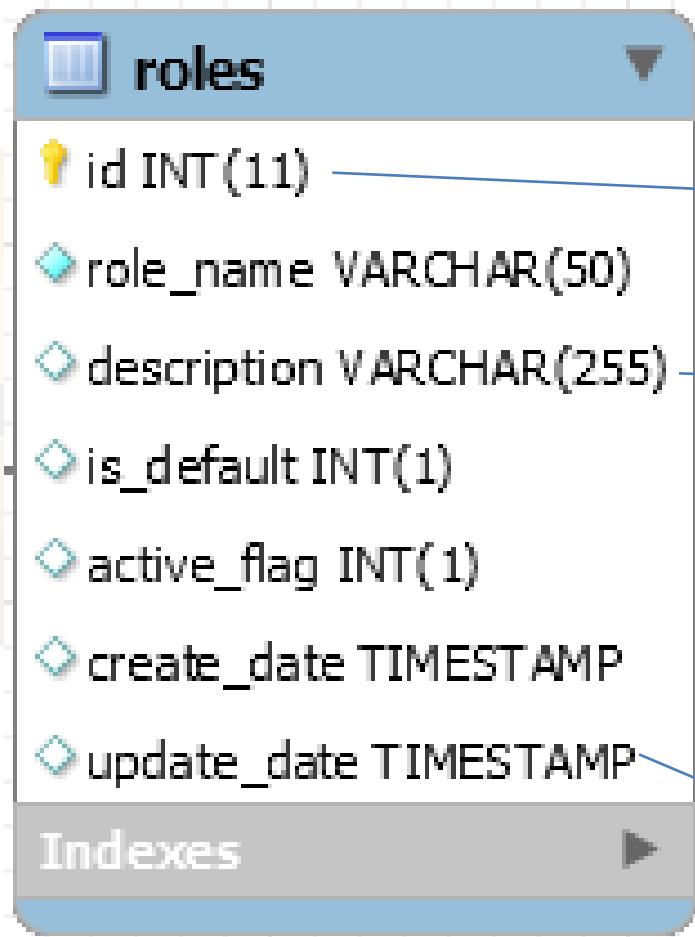 roles
id INT(11)
role_name VARCHAR(50)
description VARCHAR(255)
is_default INT(1)
active_flag INT(1)
create_date TIMESTAMP
update_date TIMESTAMP
Indexes